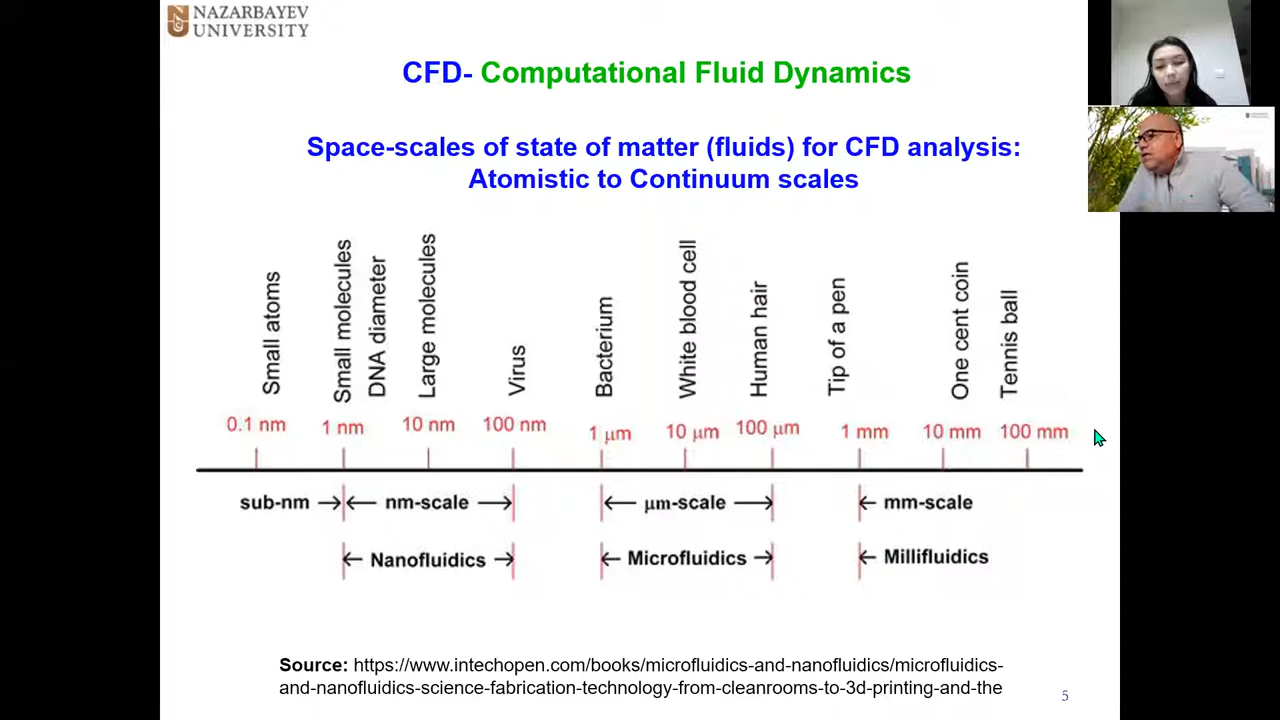 NAZARBAYEV
UNIVERSITY
CFD- Computational Fluid Dynamics
Space-scales of state of matter (fluids) for CFD analysis:
Atomistic to Continuum scales
Small atoms
Small molecules
DNA diameter
Large molecules
Virus
Bacterium
White blood cell
Human hair
Tip of a pen
One cent coin
Tennis ball
0.1 nm 1 nm 10 nm 100 nm 1 μm 10 μm 100 μm 1 mm 10 mm 100 mm
sub-nm nm-scale μm-scale mm-scale
Nanofluidics Microfluidics Millifluidics
Source: https://www.intechopen.com/books/microfluidics-and-nanofluidics/microfluidics-
and-nanofluidics-science-fabrication-technology-from-cleanrooms-to-3d-printing-and-the
5